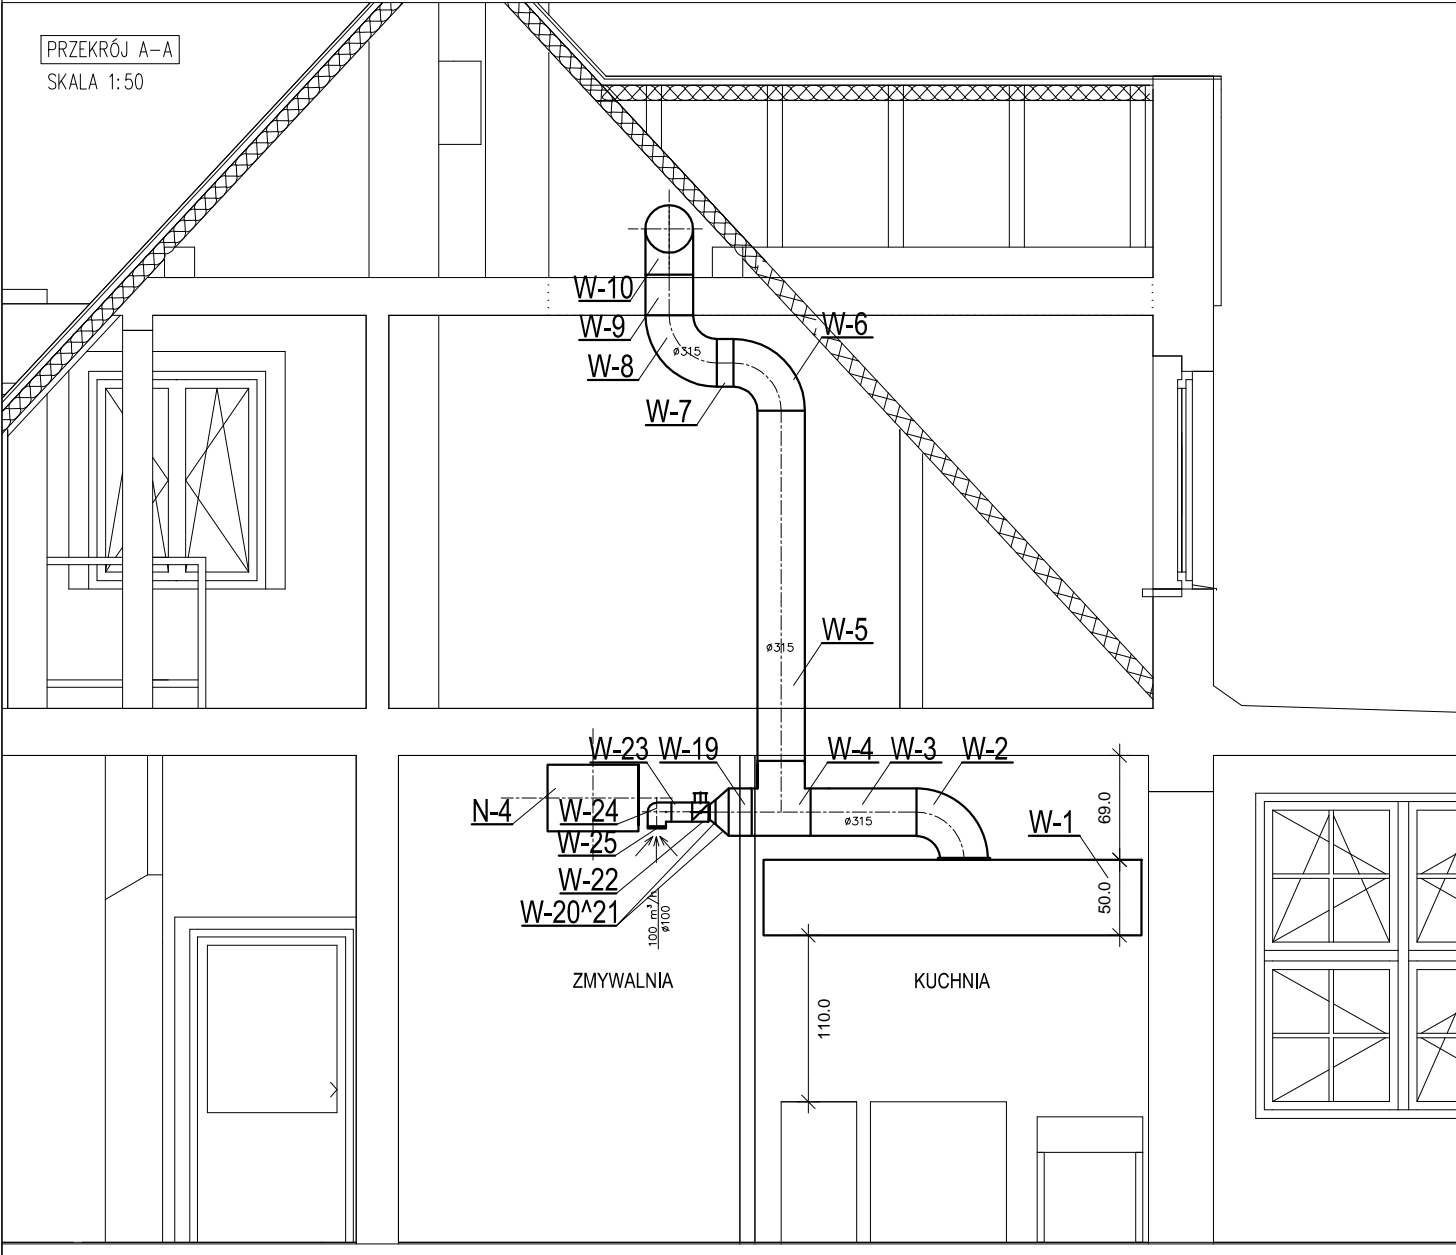 PRZEKRÓJ A-A
SKALA 1:50
W-10
W-9
W-6
W-8
ø315
W-7
W-5
ø315
W-23
W-19
W-4
W-3
W-2
N-4
W-24
ø315
W-1
69.0
W-25
W-22
50.0
W-20^21
100 m³/h
ø100
ZMYWALNIA
KUCHNIA
110.0